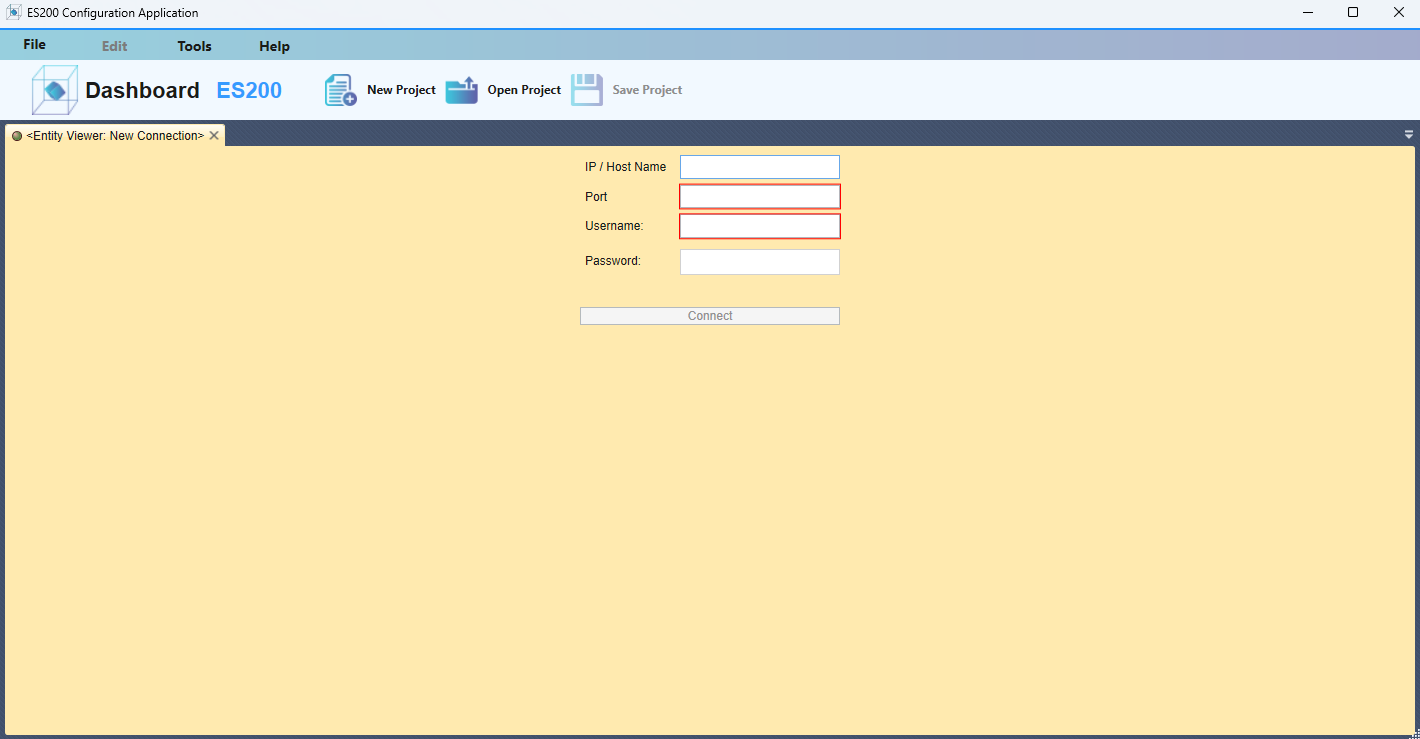 ES200 Configuration Application
File Edit Tools Help
Dashboard ES200 New Project Open Project Save Project
<Entity Viewer: New Connection>
IP / Host Name
Port
Username:
Password:
Connect